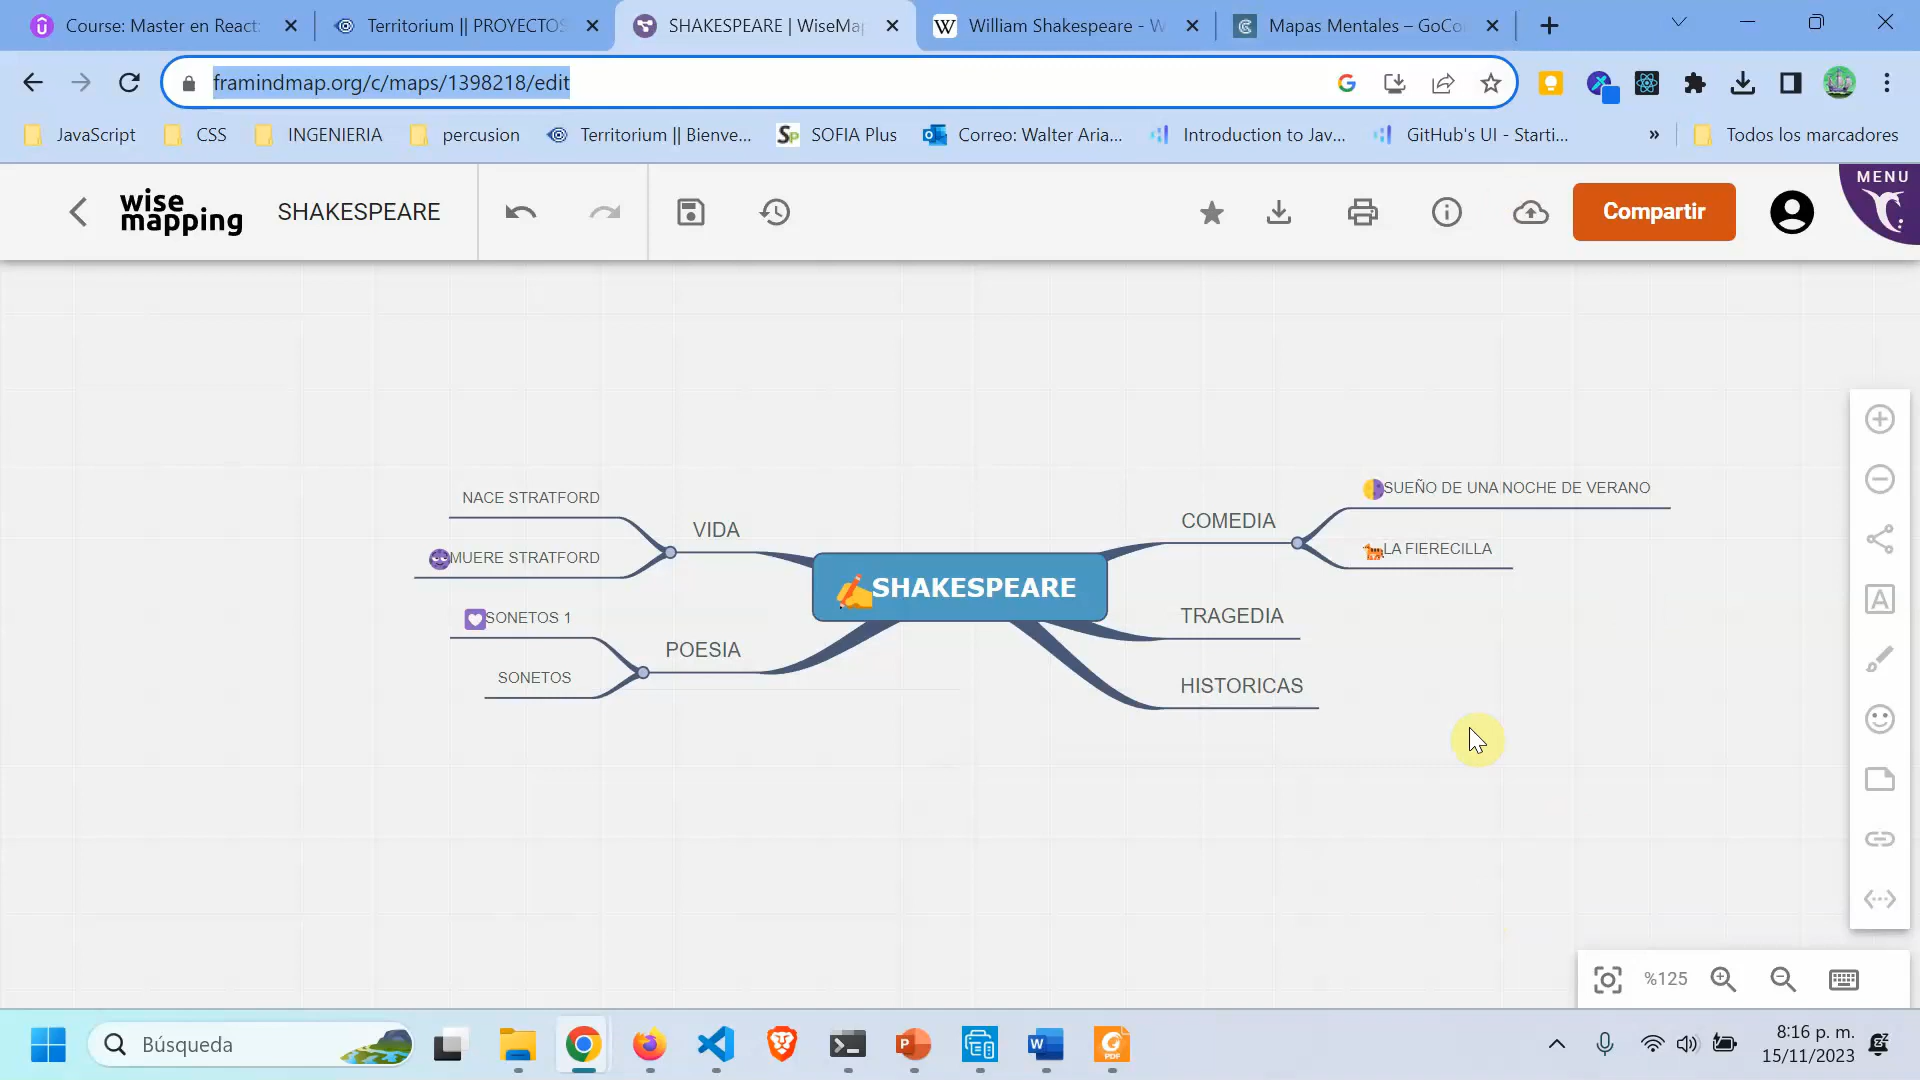 Course: Master en React:
Territorium || PROYECTOS
SHAKESPEARE | WiseMa
William Shakespeare - W
Mapas Mentales – GoCo
framindmap.org/c/maps/1398218/edit
JavaScript
CSS
INGENIERIA
percusion
Territorium || Bienve...
SOFIA Plus
Correo: Walter Aria...
Introduction to Jav...
GitHub's UI - Starti...
»
Todos los marcadores
wise
mapping
SHAKESPEARE
Compartir
MENU
NACE STRATFORD
VIDA
MUERE STRATFORD
SONETOS 1
POESIA
SONETOS
SHAKESPEARE
COMEDIA
SUEÑO DE UNA NOCHE DE VERANO
LA FIERECILLA
TRAGEDIA
HISTORICAS
%125
Búsqueda
8:16 p. m.
15/11/2023